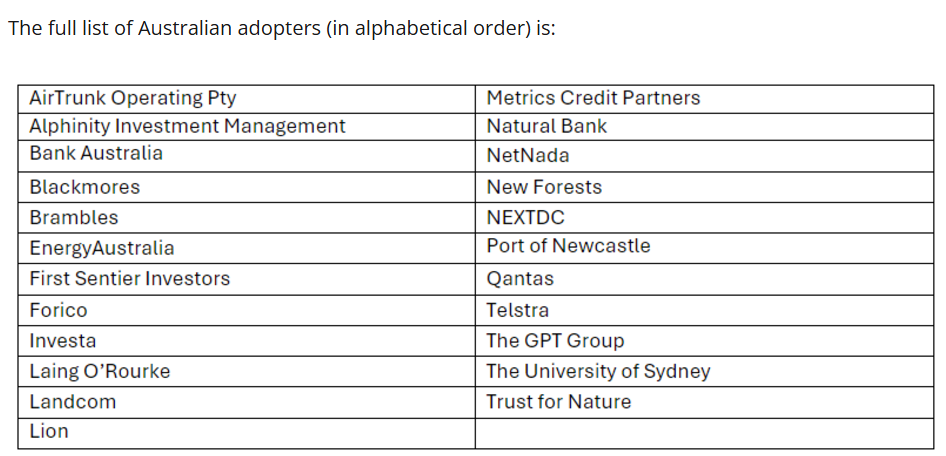 The full list of Australian adopters (in alphabetical order) is:
AirTrunk Operating Pty
Alphinity Investment Management
Bank Australia
Blackmores
Brambles
EnergyAustralia
First Sentier Investors
Forico
Investa
Laing O’Rourke
Landcom
Lion
Metrics Credit Partners
Natural Bank
NetNada
New Forests
NEXTDC
Port of Newcastle
Qantas
Telstra
The GPT Group
The University of Sydney
Trust for Nature